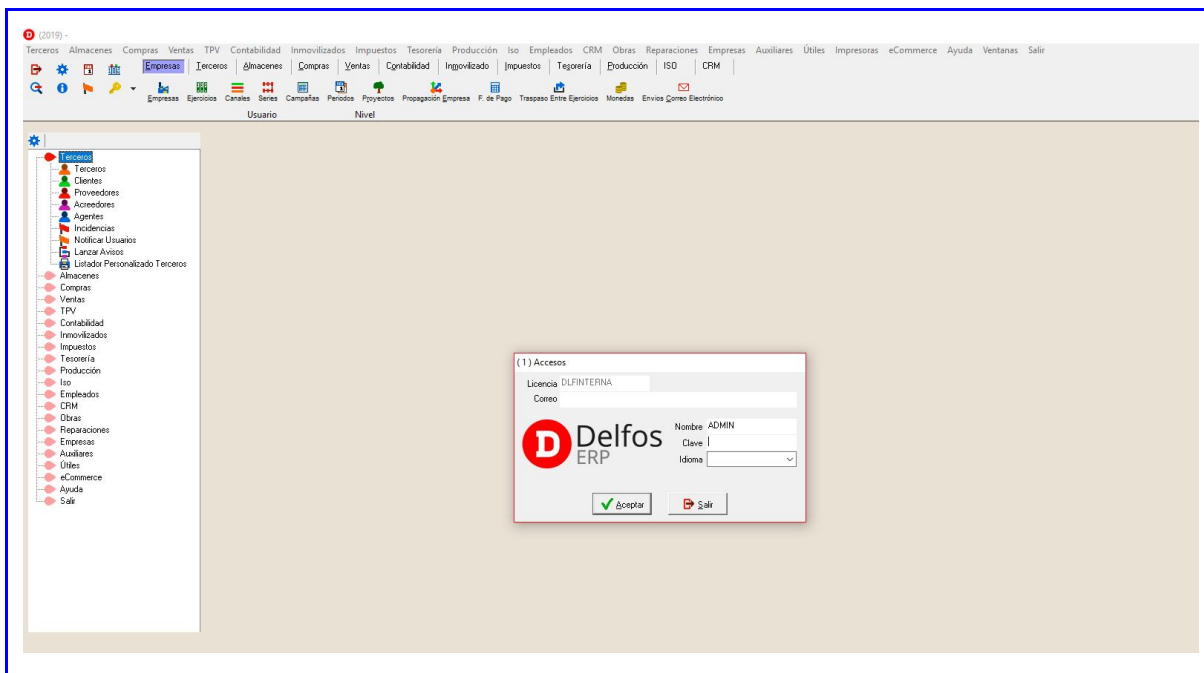 D (2019) -
Terceros Almacenes Compras Ventas TPV Contabilidad Inmovilizados Impuestos Tesorería Producción Iso Empleados CRM Obras Reparaciones Empresas Auxiliares Útiles Impresoras eCommerce Ayuda Ventanas Salir
Empresas Terceros Almacenes Compras Ventas Contabilidad Inmovilizado Impuestos Tesorería Producción ISO CRM
Empresas Ejercicios Canales Series Campañas Periodos Proyectos Propagación Empresa F. de Pago Traspaso Entre Ejercicios Monedas Envios Correo Electrónico
Usuario Nivel
Terceros
Terceros
Clientes
Proveedores
Acreedores
Agentes
Incidencias
Notificar Usuarios
Lanzar Avisos
Listador Personalizado Terceros
Almacenes
Compras
Ventas
TPV
Contabilidad
Inmovilizados
Impuestos
Tesorería
Producción
Iso
Empleados
CRM
Obras
Reparaciones
Empresas
Auxiliares
Útiles
eCommerce
Ayuda
Salir
( 1 ) Accesos
Licencia DLFINTERNA
Correo
D Delfos
ERP
Nombre ADMIN
Clave
Idioma
Aceptar Salir